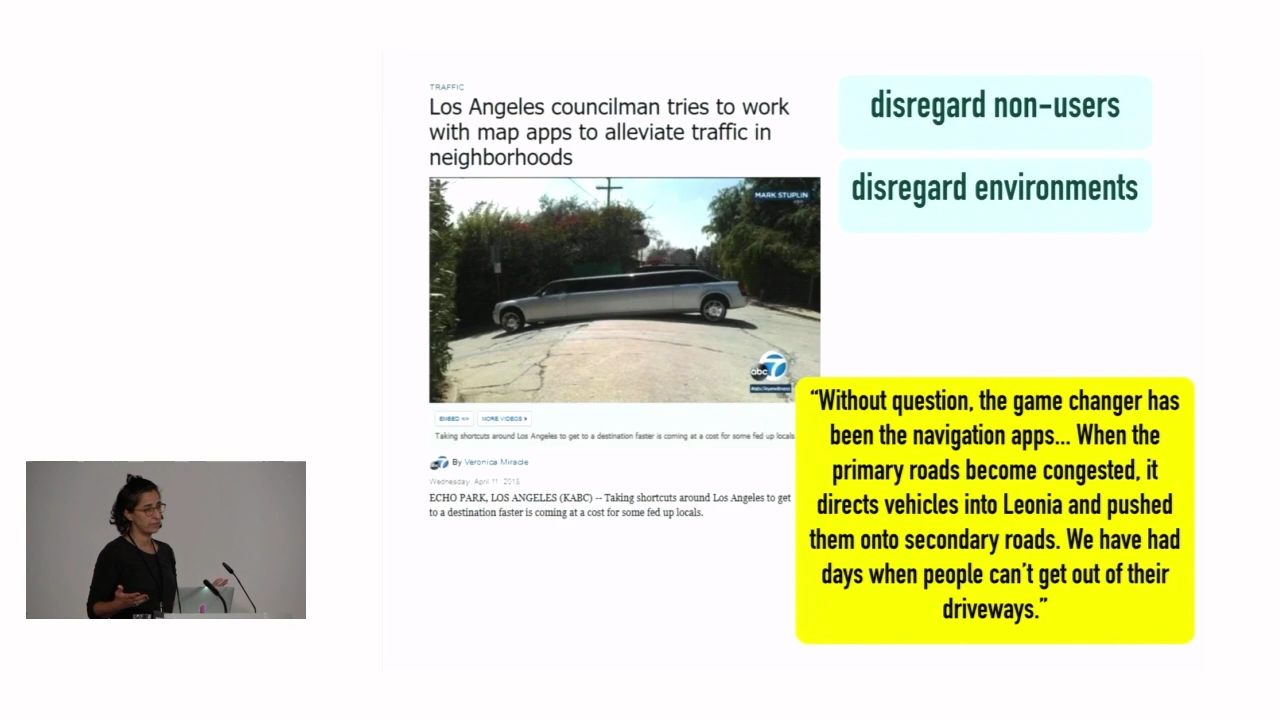 TRAFFIC
Los Angeles councilman tries to work
with map apps to alleviate traffic in
neighborhoods
MARK STUPLIN
abc 7
#abc7eyewitness
EMBED <>
MORE VIDEOS
Taking shortcuts around Los Angeles to get to a destination faster is coming at a cost for some fed up locals.
By Veronica Miracle
Wednesday, April 11, 2018
ECHO PARK, LOS ANGELES (KABC) -- Taking shortcuts around Los Angeles to get
to a destination faster is coming at a cost for some fed up locals.
disregard non-users
disregard environments
“Without question, the game changer has
been the navigation apps... When the
primary roads become congested, it
directs vehicles into Leonia and pushed
them onto secondary roads. We have had
days when people can’t get out of their
driveways.”